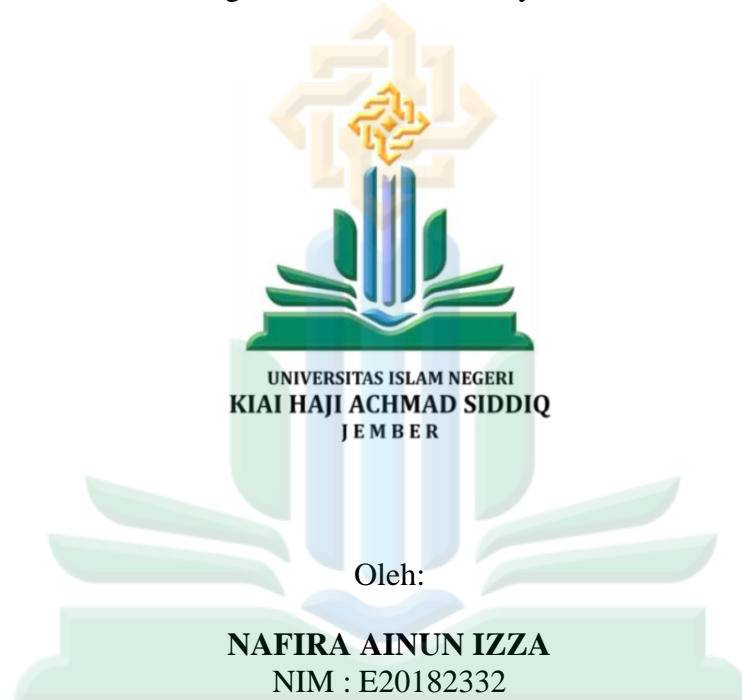 UNIVERSITAS ISLAM NEGERI
KIAI HAJI ACHMAD SIDDIQ
JEMBER
Oleh:
NAFIRA AINUN IZZA
NIM : E20182332